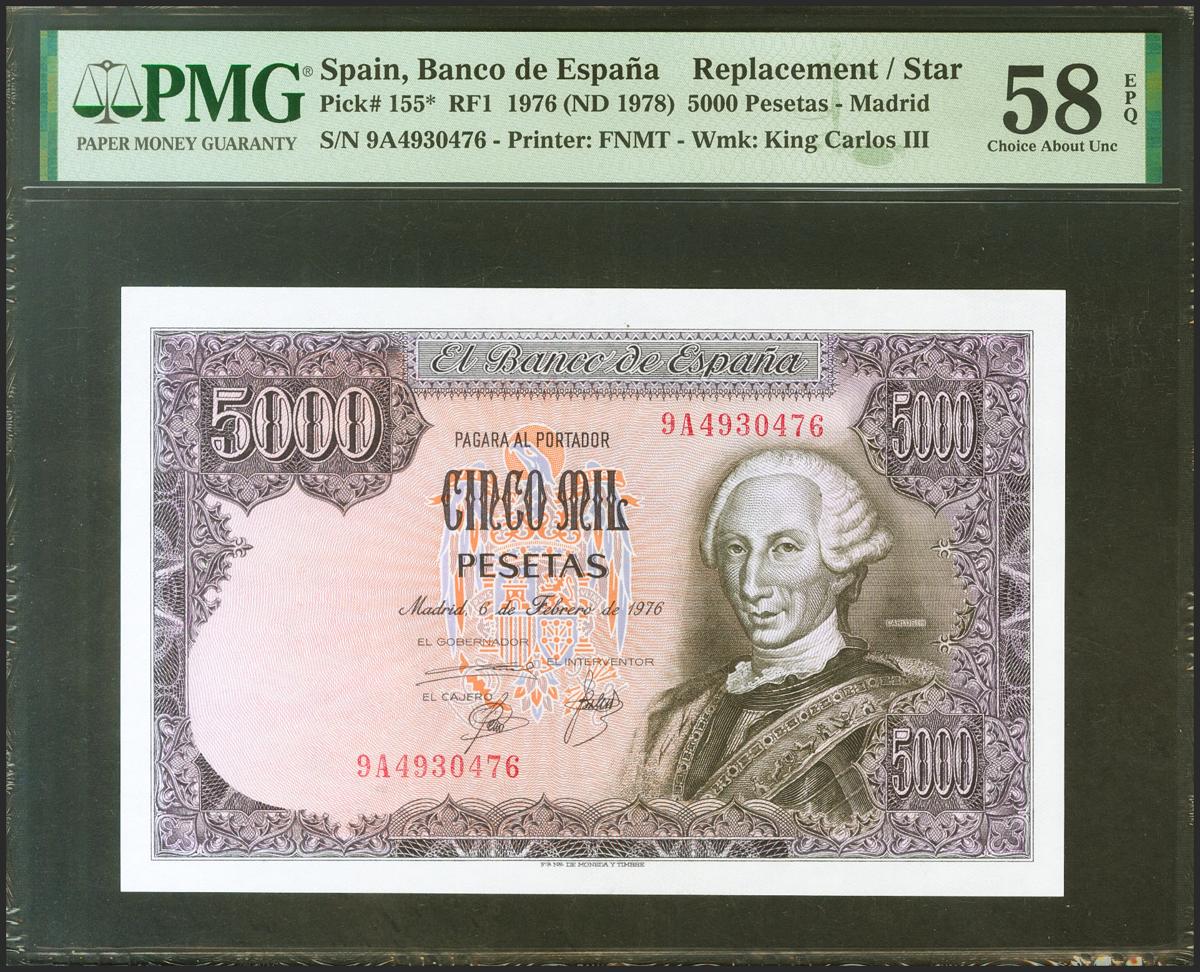 PMG®
PAPER MONEY GUARANTY
Spain, Banco de España Replacement / Star
Pick# 155* RF1 1976 (ND 1978) 5000 Pesetas - Madrid
S/N 9A4930476 - Printer: FNMT - Wmk: King Carlos III
58
EPQ
Choice About Unc
El Banco de España
5000
5000
9A4930476
PAGARA AL PORTADOR
CINCO MIL
PESETAS
Madrid, 6 de Febrero de 1976
EL GOBERNADOR
EL INTERVENTOR
EL CAJERO
CARLOS III
9A4930476
5000